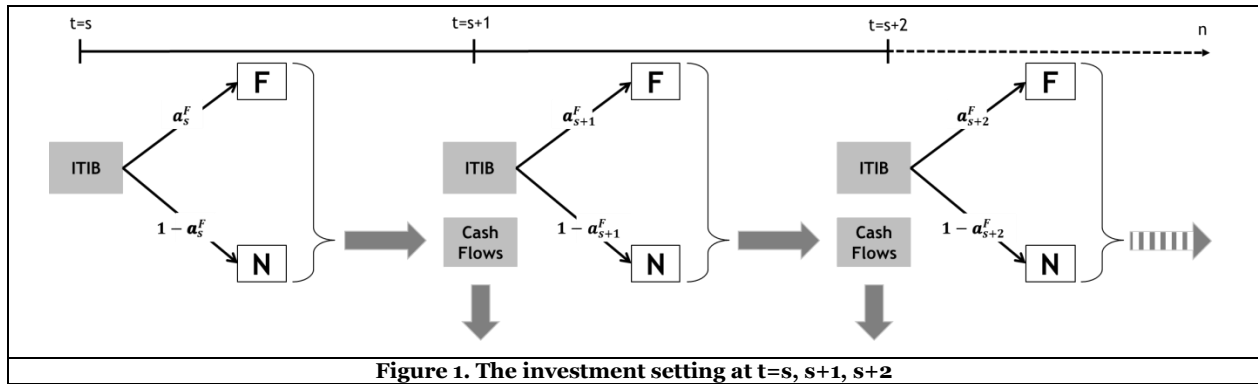 t=s t=s+1 t=s+2 n
F F F
a_s^F a_{s+1}^F a_{s+2}^F
ITIB ITIB ITIB
1 − a_s^F 1 − a_{s+1}^F 1 − a_{s+2}^F
Cash Cash
Flows Flows
N N N
Figure 1. The investment setting at t=s, s+1, s+2